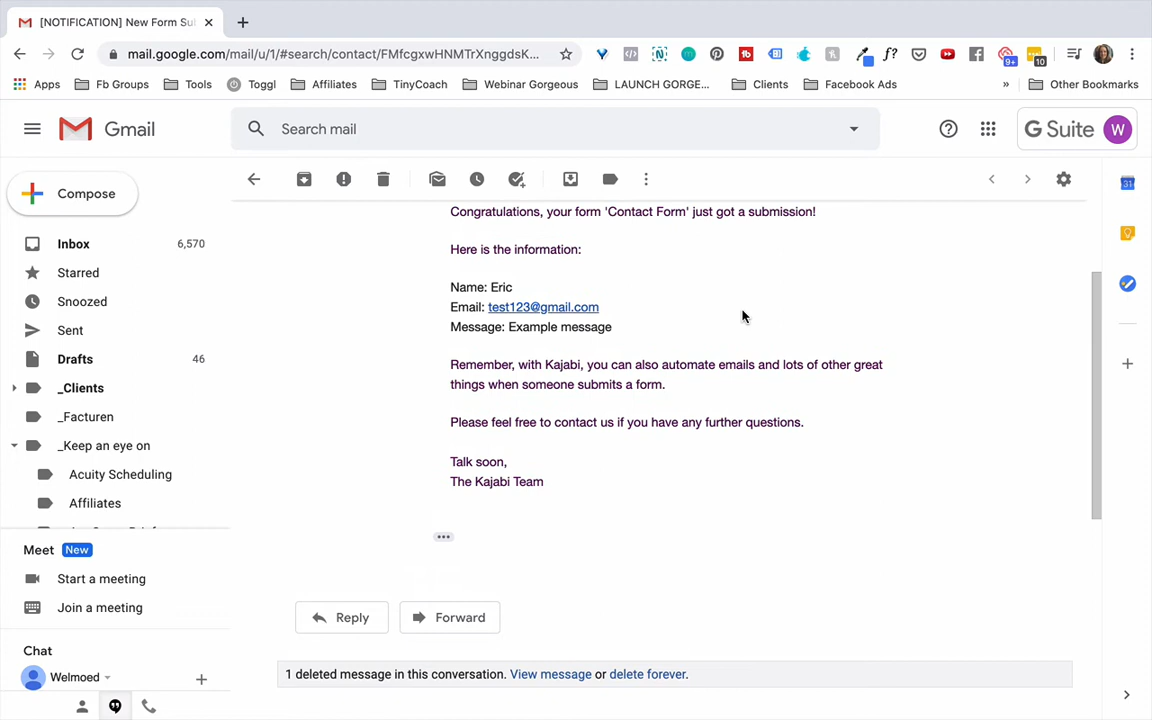 [NOTIFICATION] New Form Su
mail.google.com/mail/u/1/#search/contact/FMfcgxwHNMTrXnggdsK...
f?
9+
10
Apps
Fb Groups
Tools
Toggl
Affiliates
TinyCoach
Webinar Gorgeous
LAUNCH GORGE...
Clients
Facebook Ads
»
Other Bookmarks
Gmail
Search mail
G Suite
W
Compose
31
Congratulations, your form 'Contact Form' just got a submission!
Inbox 6,570
Here is the information:
Starred
Name: Eric
Snoozed
Email: test123@gmail.com
Sent
Message: Example message
Drafts 46
Remember, with Kajabi, you can also automate emails and lots of other great
things when someone submits a form.
_Clients
_Facturen
Please feel free to contact us if you have any further questions.
_Keep an eye on
Talk soon,
Acuity Scheduling
The Kajabi Team
Affiliates
Meet New
Start a meeting
Join a meeting
Reply
Forward
Chat
Welmoed
1 deleted message in this conversation. View message or delete forever.